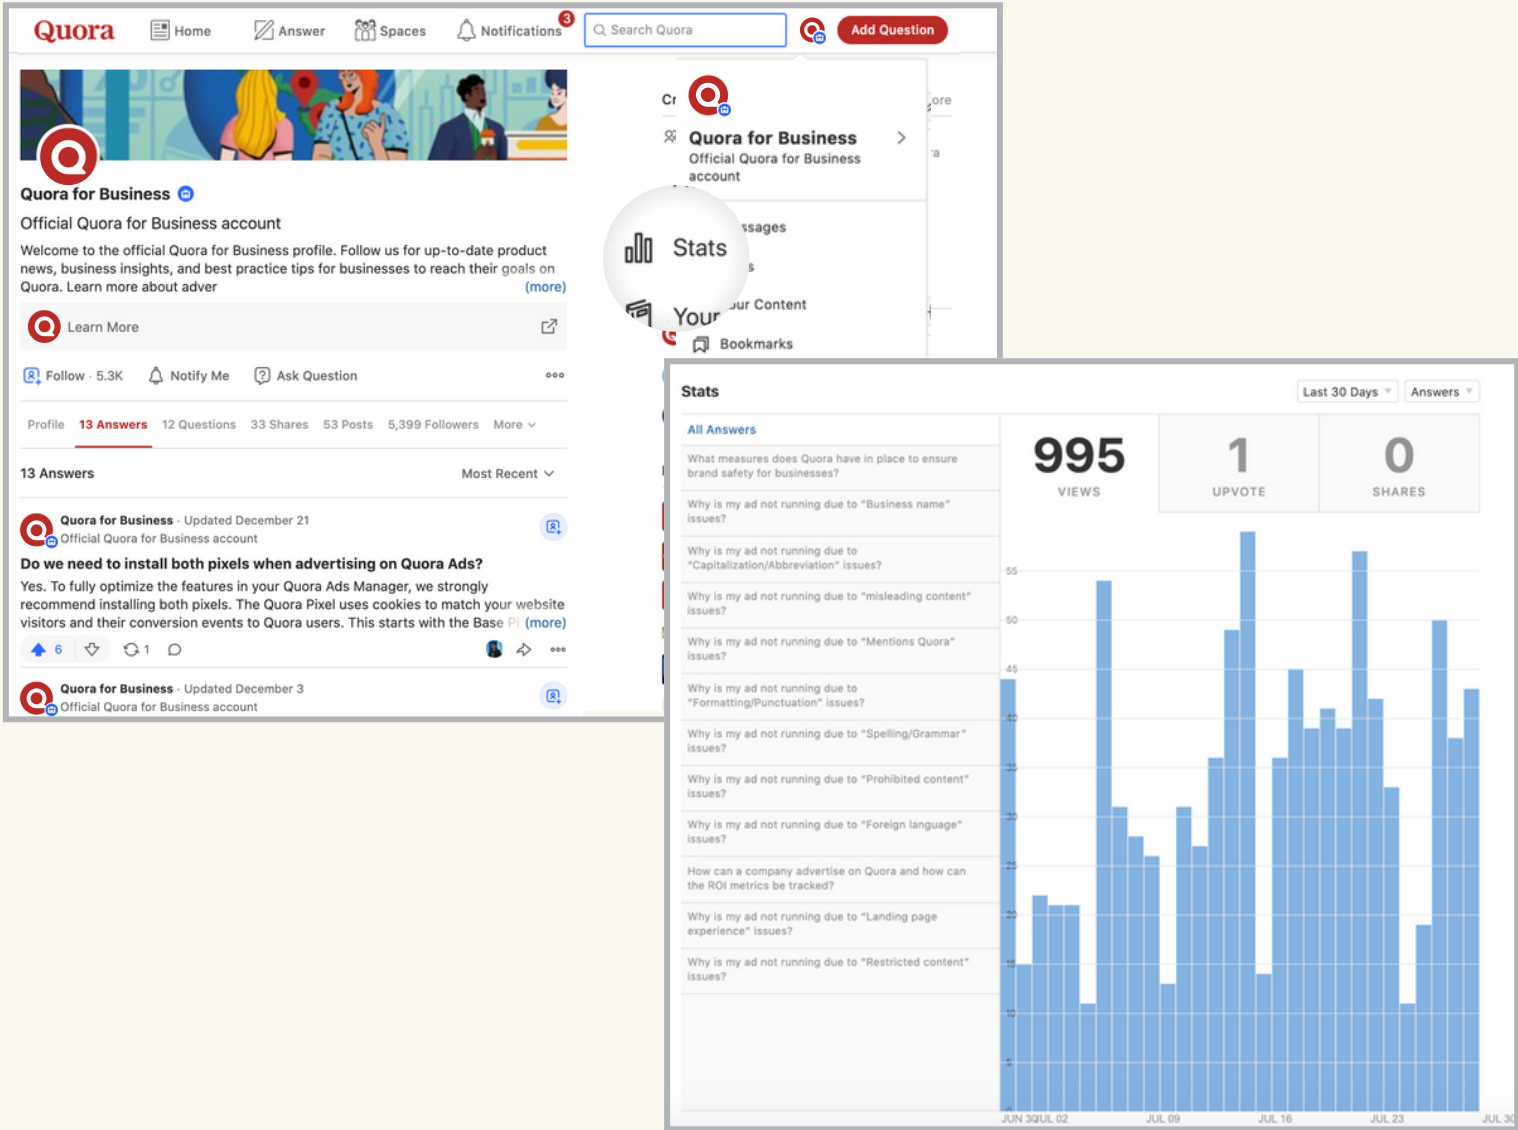 Quora
Home
Answer
Spaces
Notifications
3
Search Quora
Add Question
Quora for Business
Official Quora for Business
account
Stats
Your
Your Content
Bookmarks
Quora for Business
Official Quora for Business account
Welcome to the official Quora for Business profile. Follow us for up-to-date product
news, business insights, and best practice tips for businesses to reach their goals on
Quora. Learn more about adver (more)
Learn More
Follow · 5.3K
Notify Me
Ask Question
Profile
13 Answers
12 Questions
33 Shares
53 Posts
5,399 Followers
More
13 Answers
Most Recent
Quora for Business · Updated December 21
Official Quora for Business account
Do we need to install both pixels when advertising on Quora Ads?
Yes. To fully optimize the features in your Quora Ads Manager, we strongly
recommend installing both pixels. The Quora Pixel uses cookies to match your website
visitors and their conversion events to Quora users. This starts with the Base Pi (more)
6
1
Quora for Business · Updated December 3
Official Quora for Business account
Stats
Last 30 Days
Answers
All Answers
What measures does Quora have in place to ensure
brand safety for businesses?
Why is my ad not running due to "Business name"
issues?
Why is my ad not running due to
"Capitalization/Abbreviation" issues?
Why is my ad not running due to "misleading content"
issues?
Why is my ad not running due to "Mentions Quora"
issues?
Why is my ad not running due to
"Formatting/Punctuation" issues?
Why is my ad not running due to "Spelling/Grammar"
issues?
Why is my ad not running due to "Prohibited content"
issues?
Why is my ad not running due to "Foreign language"
issues?
How can a company advertise on Quora and how can
the ROI metrics be tracked?
Why is my ad not running due to "Landing page
experience" issues?
Why is my ad not running due to "Restricted content"
issues?
995
VIEWS
1
UPVOTE
0
SHARES
55
50
45
40
35
30
25
20
15
10
5
0
JUN 30
JUL 02
JUL 09
JUL 16
JUL 23
JUL 30